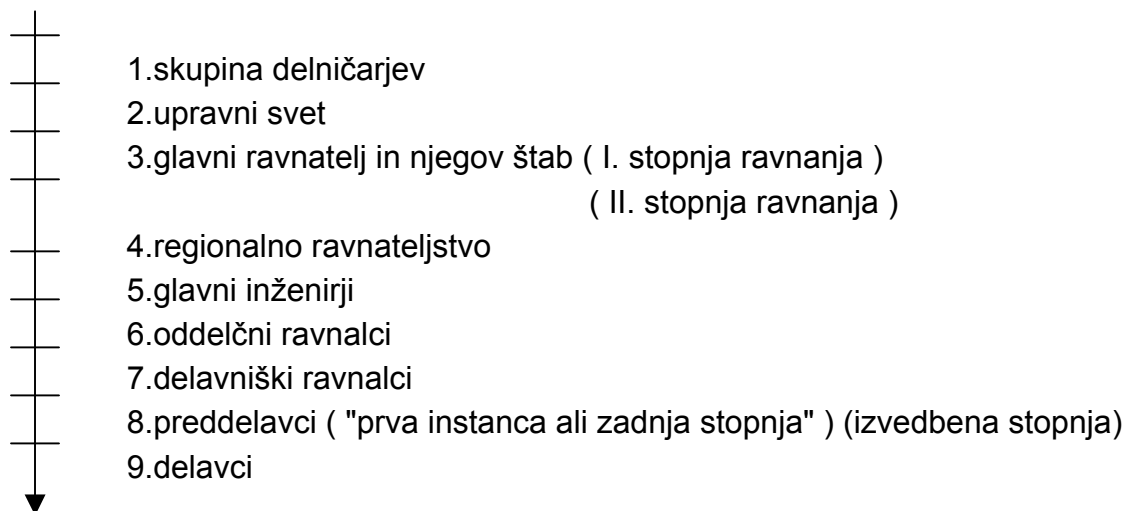 1.skupina delničarjev
2.upravni svet
3.glavni ravnatelj in njegov štab ( I. stopnja ravnanja )
( II. stopnja ravnanja )
4.regionalno ravnateljstvo
5.glavni inženirji
6.oddelčni ravnalci
7.delavniški ravnalci
8.preddelavci ( "prva instanca ali zadnja stopnja" ) (izvedbena stopnja)
9.delavci